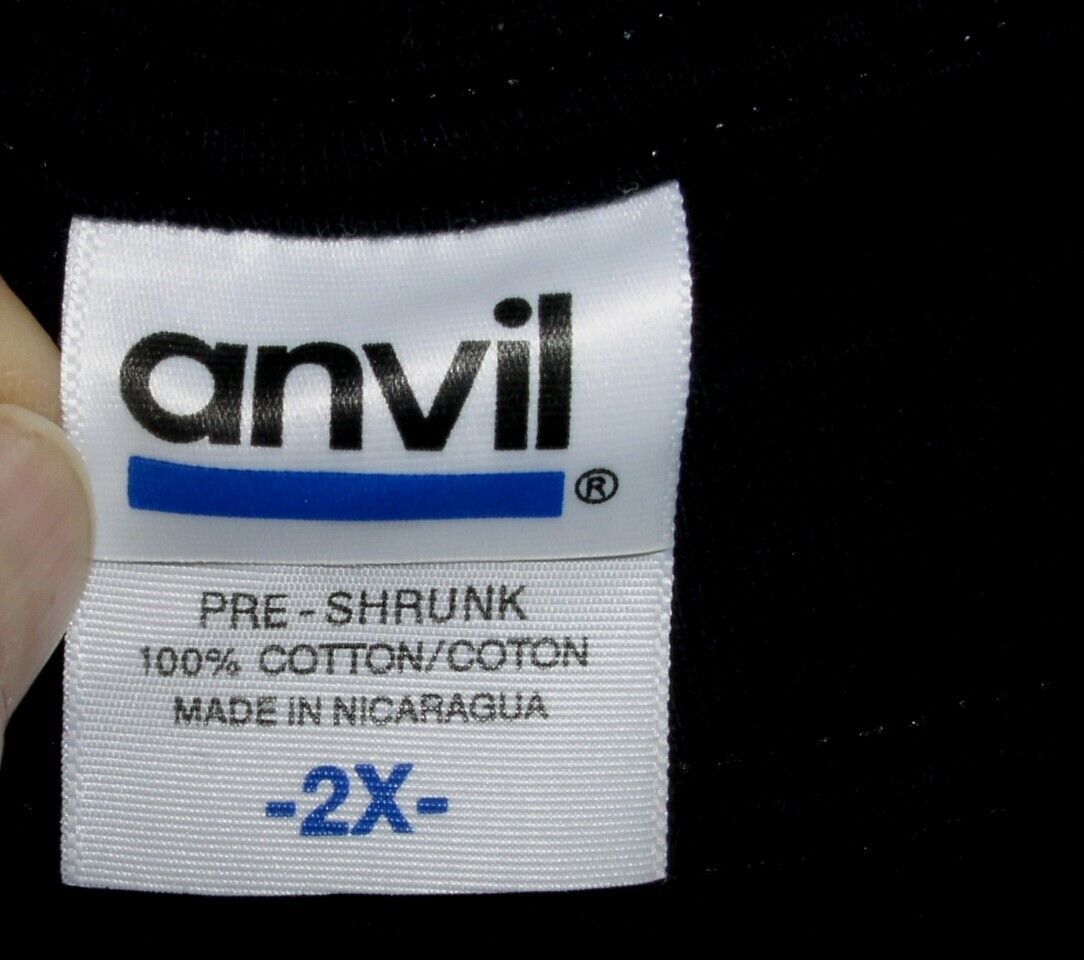 anvil®
PRE-SHRUNK
100% COTTON/COTON
MADE IN NICARAGUA
-2X-